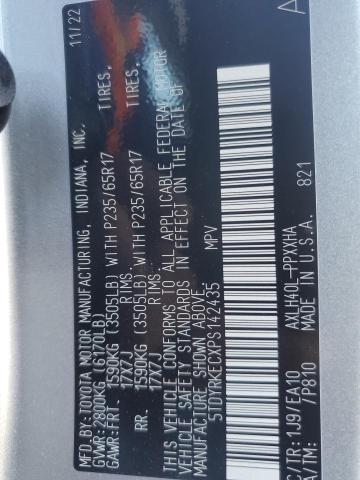 MFD. BY: TOYOTA MOTOR MANUFACTURING, INDIANA, INC. 11/22
GVWR: 2800KG (6170LB)
GAWR: FRT. 1590KG (3505LB) WITH P235/65R17 TIRES,
17X7J RIMS,
RR. 1590KG (3505LB) WITH P235/65R17 TIRES,
17X7J RIMS,
THIS VEHICLE CONFORMS TO ALL APPLICABLE FEDERAL MOTOR
VEHICLE SAFETY STANDARDS IN EFFECT ON THE DATE OF
MANUFACTURE SHOWN ABOVE.
5TDYRKECXPS142435 MPV
C/TR: 1J9/EA10 AXLH40L-PPXXHA
A/TM: /P810 MADE IN U.S.A. 821
A